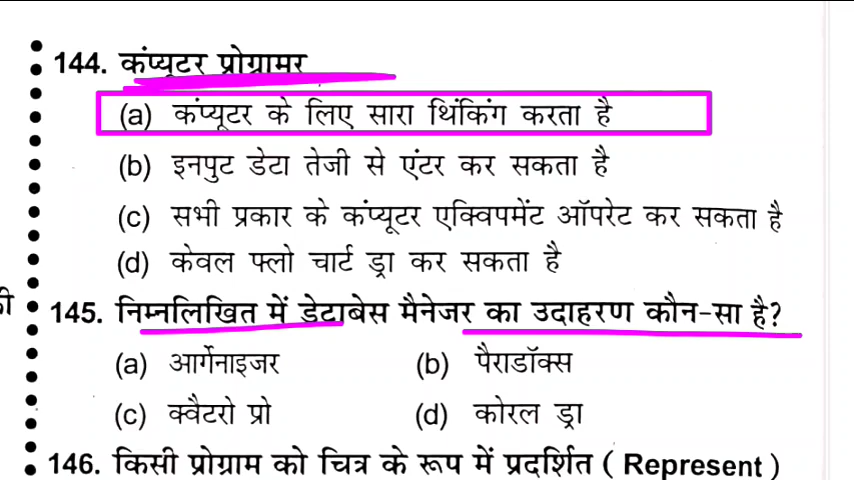 144. कंप्यूटर प्रोग्रामर
(a) कंप्यूटर के लिए सारा थिंकिंग करता है
(b) इनपुट डेटा तेजी से एंटर कर सकता है
(c) सभी प्रकार के कंप्यूटर एक्विपमेंट ऑपरेट कर सकता है
(d) केवल फ्लो चार्ट ड्रा कर सकता है
145. निम्नलिखित में डेटाबेस मैनेजर का उदाहरण कौन-सा है?
(a) आर्गेनाइजर (b) पैराडॉक्स
(c) क्वैटरो प्रो (d) कोरल ड्रा
146. किसी प्रोग्राम को चित्र के रूप में प्रदर्शित ( Represent )